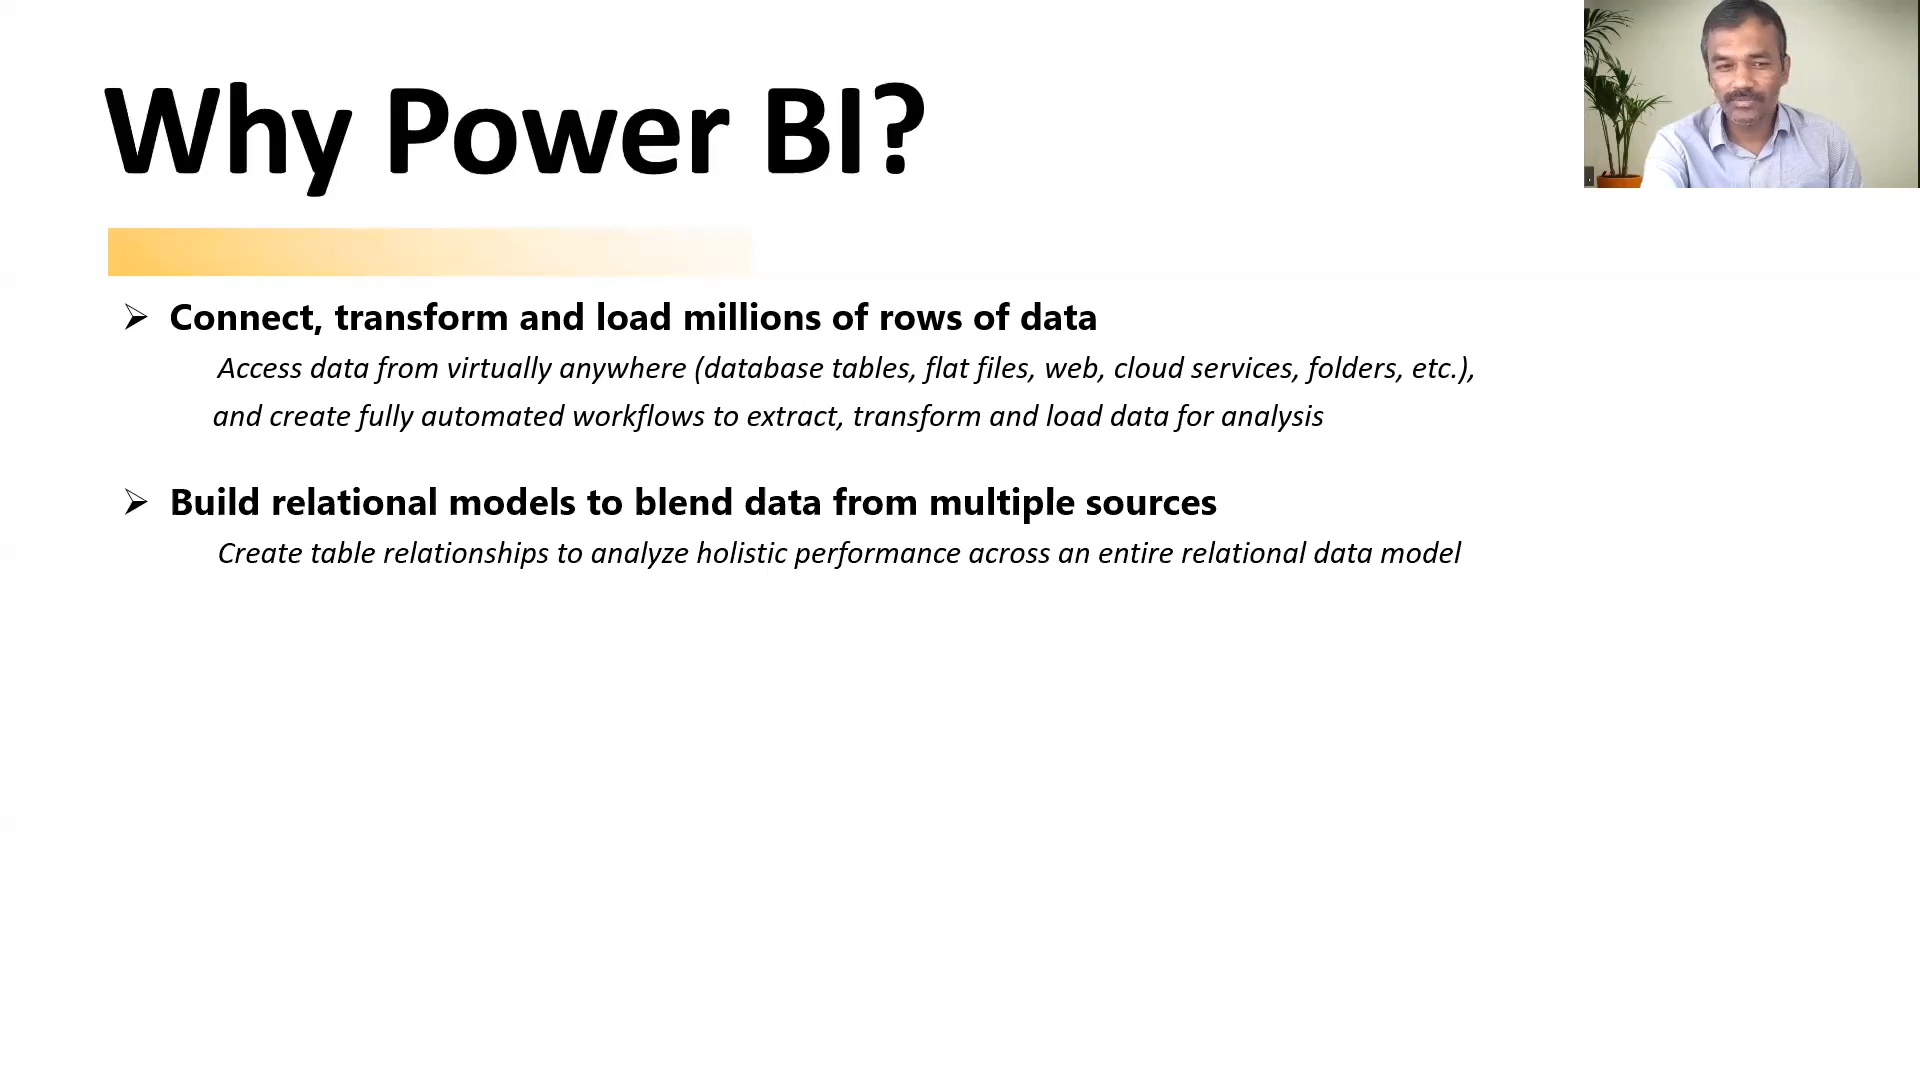 Why Power BI?
➢ Connect, transform and load millions of rows of data
Access data from virtually anywhere (database tables, flat files, web, cloud services, folders, etc.),
and create fully automated workflows to extract, transform and load data for analysis
➢ Build relational models to blend data from multiple sources
Create table relationships to analyze holistic performance across an entire relational data model